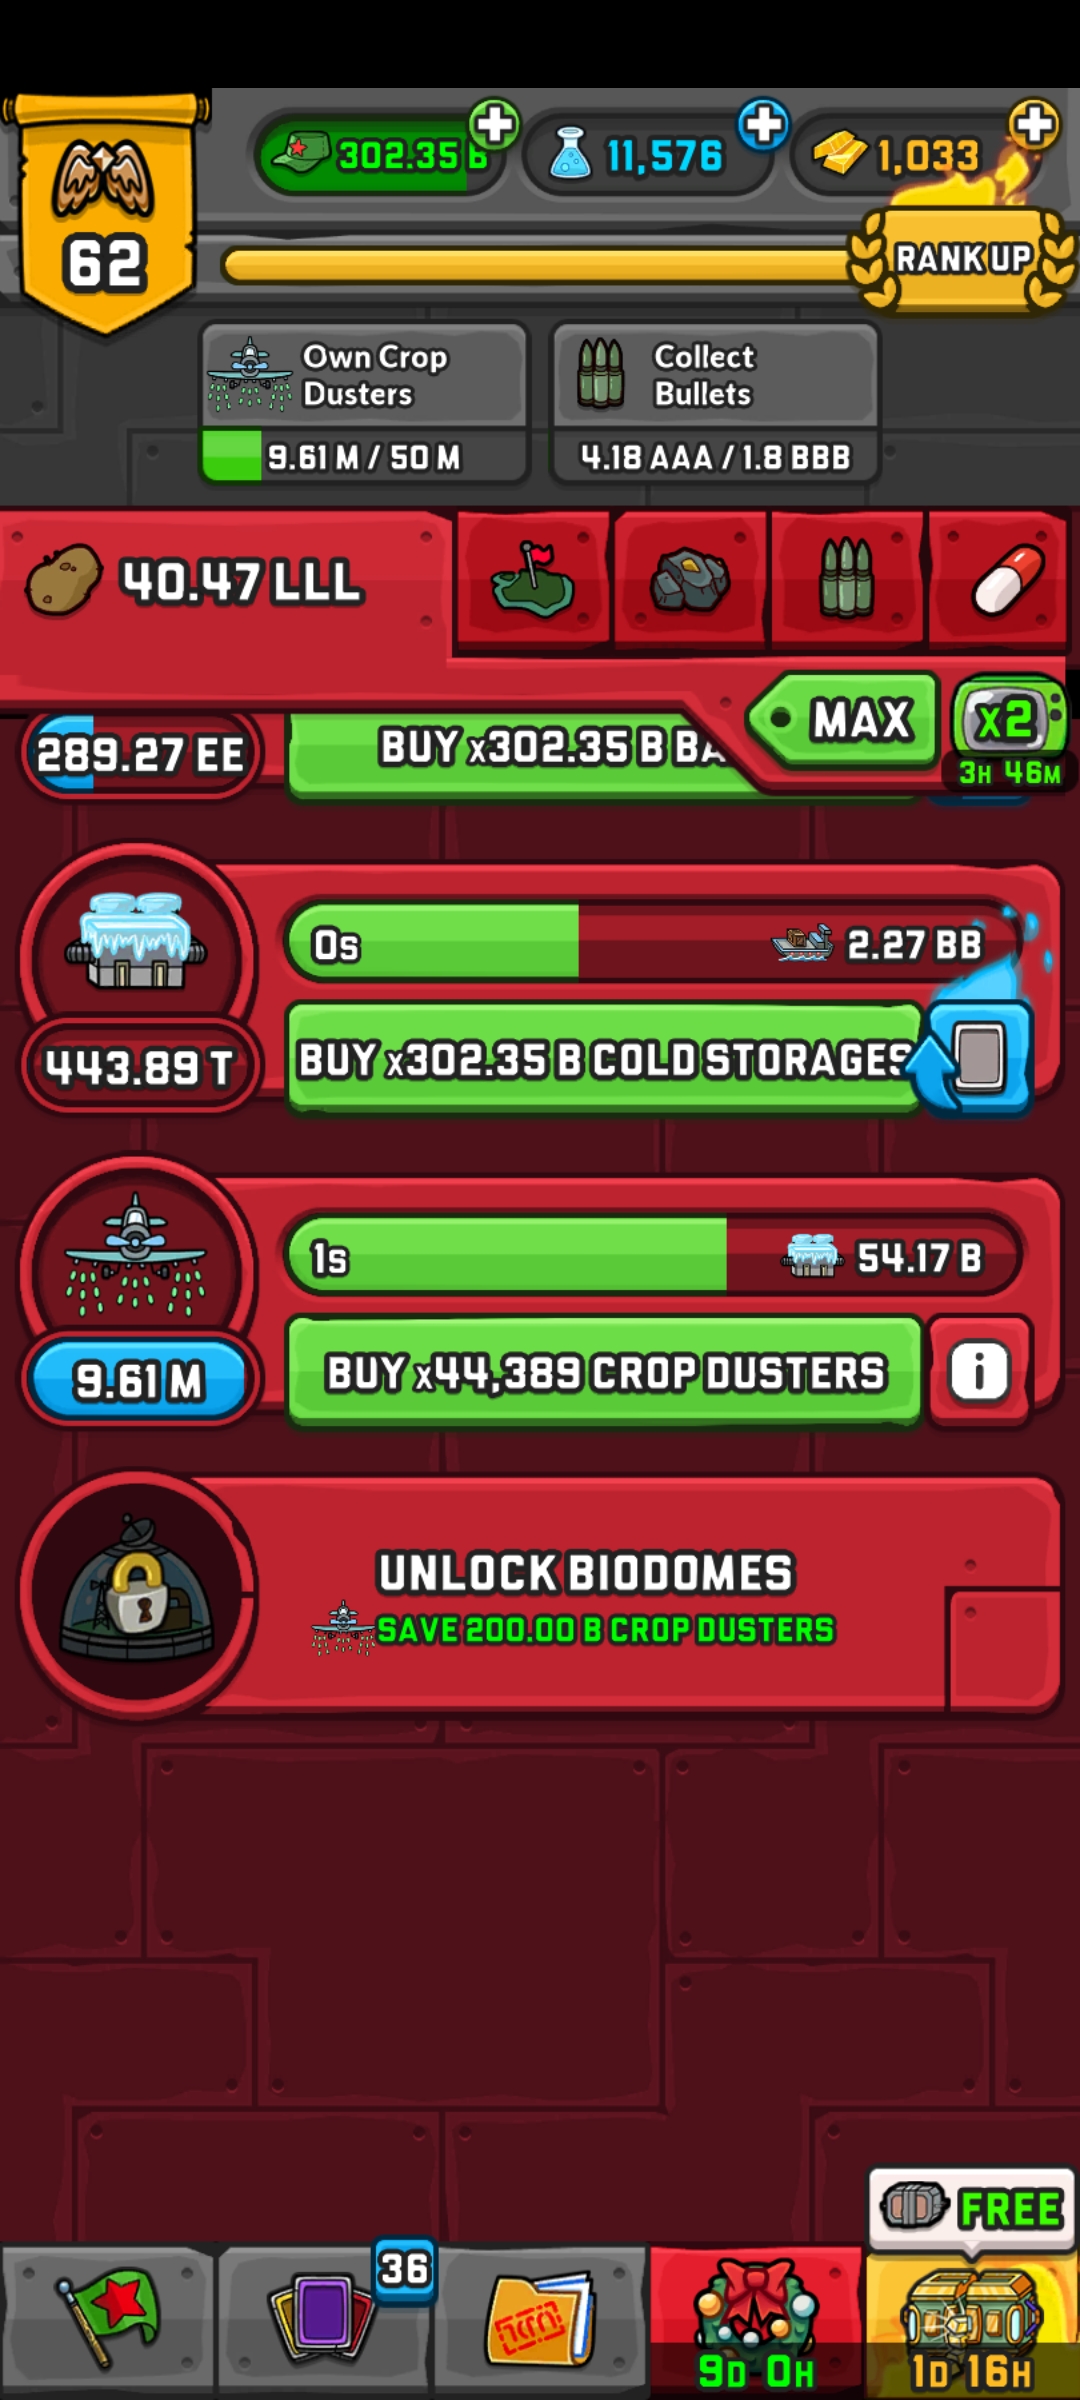 302.35 B
11,576
1,033
62
RANK UP
Own Crop
Dusters
Collect
Bullets
9.61 M / 50 M
4.18 AAA / 1.8 BBB
40.47 LLL
MAX
x2
3H 46M
289.27 EE
BUY x302.35 B BA
0s
2.27 BB
443.89 T
BUY x302.35 B COLD STORAGES
1s
54.17 B
9.61 M
BUY x44,389 CROP DUSTERS
i
UNLOCK BIODOMES
SAVE 200.00 B CROP DUSTERS
FREE
36
9D 0H
1D 16H